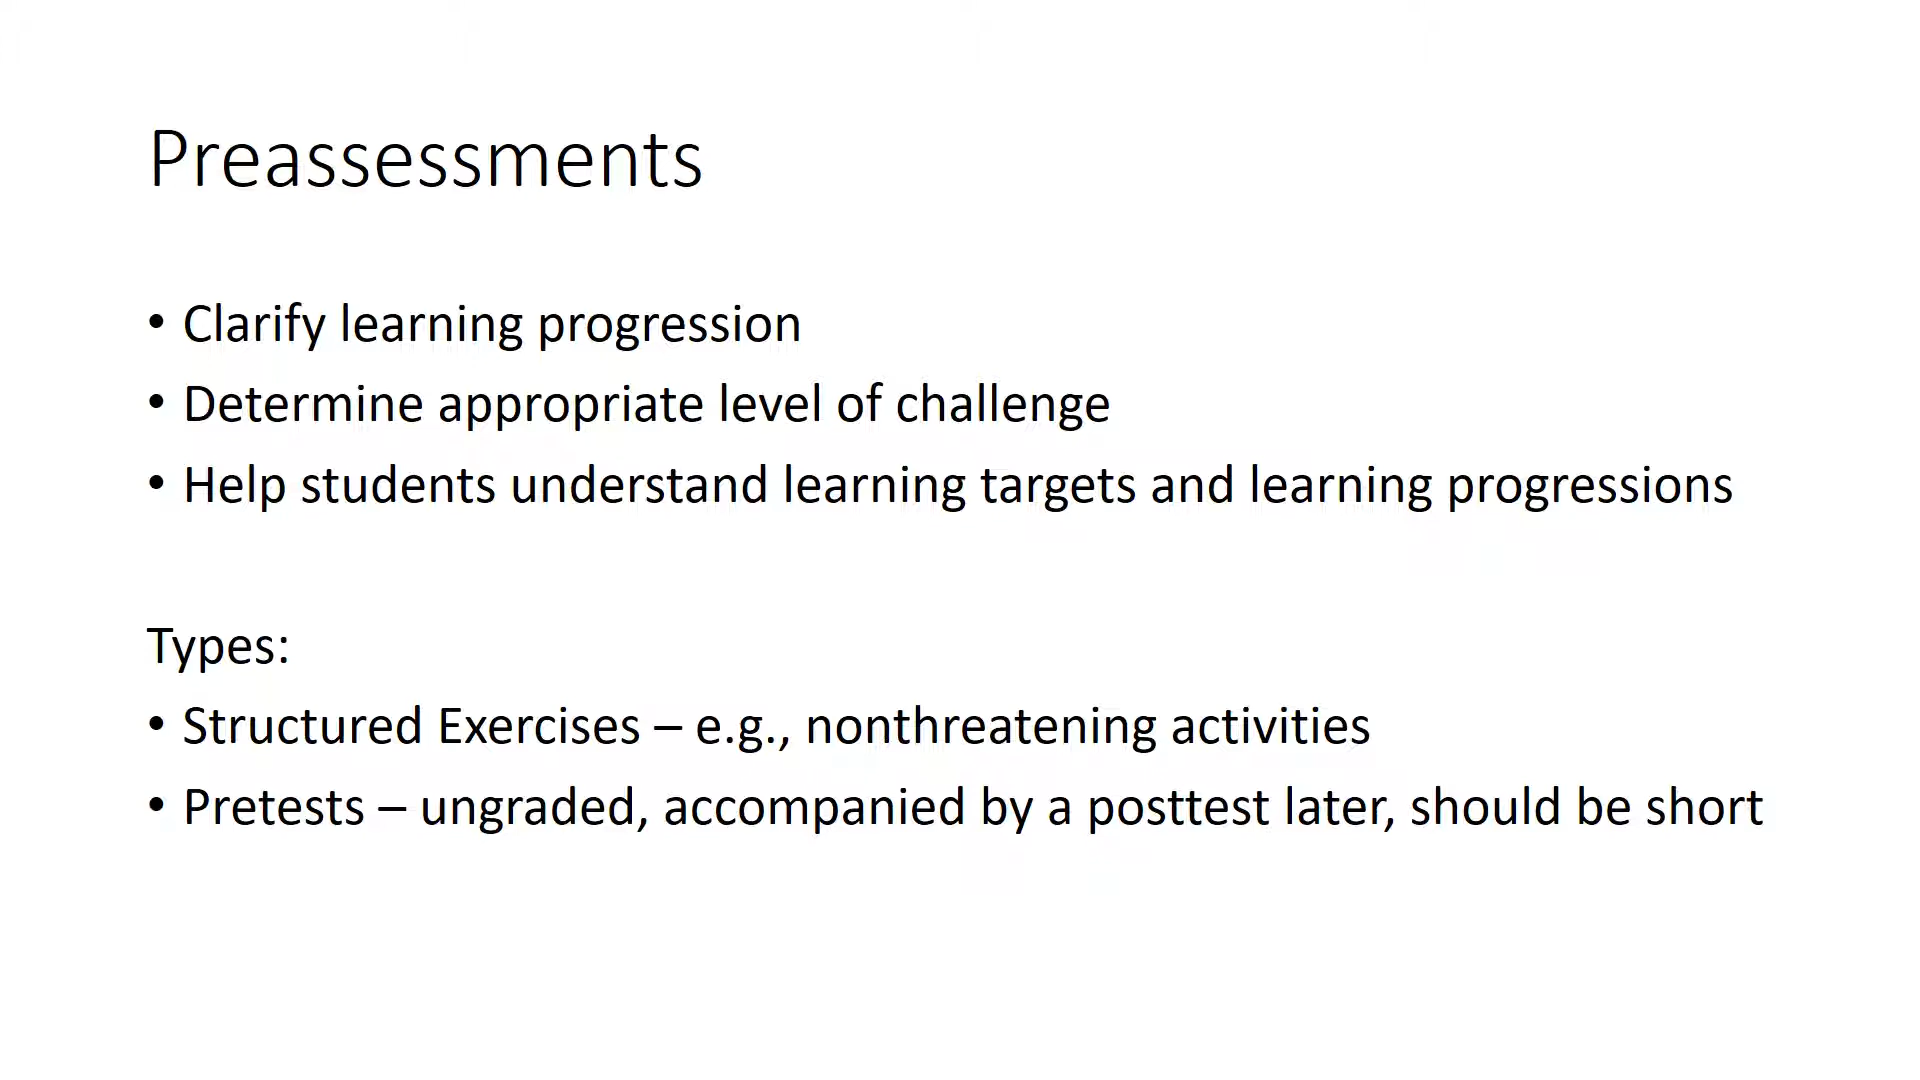 Preassessments
• Clarify learning progression
• Determine appropriate level of challenge
• Help students understand learning targets and learning progressions
Types:
• Structured Exercises – e.g., nonthreatening activities
• Pretests – ungraded, accompanied by a posttest later, should be short